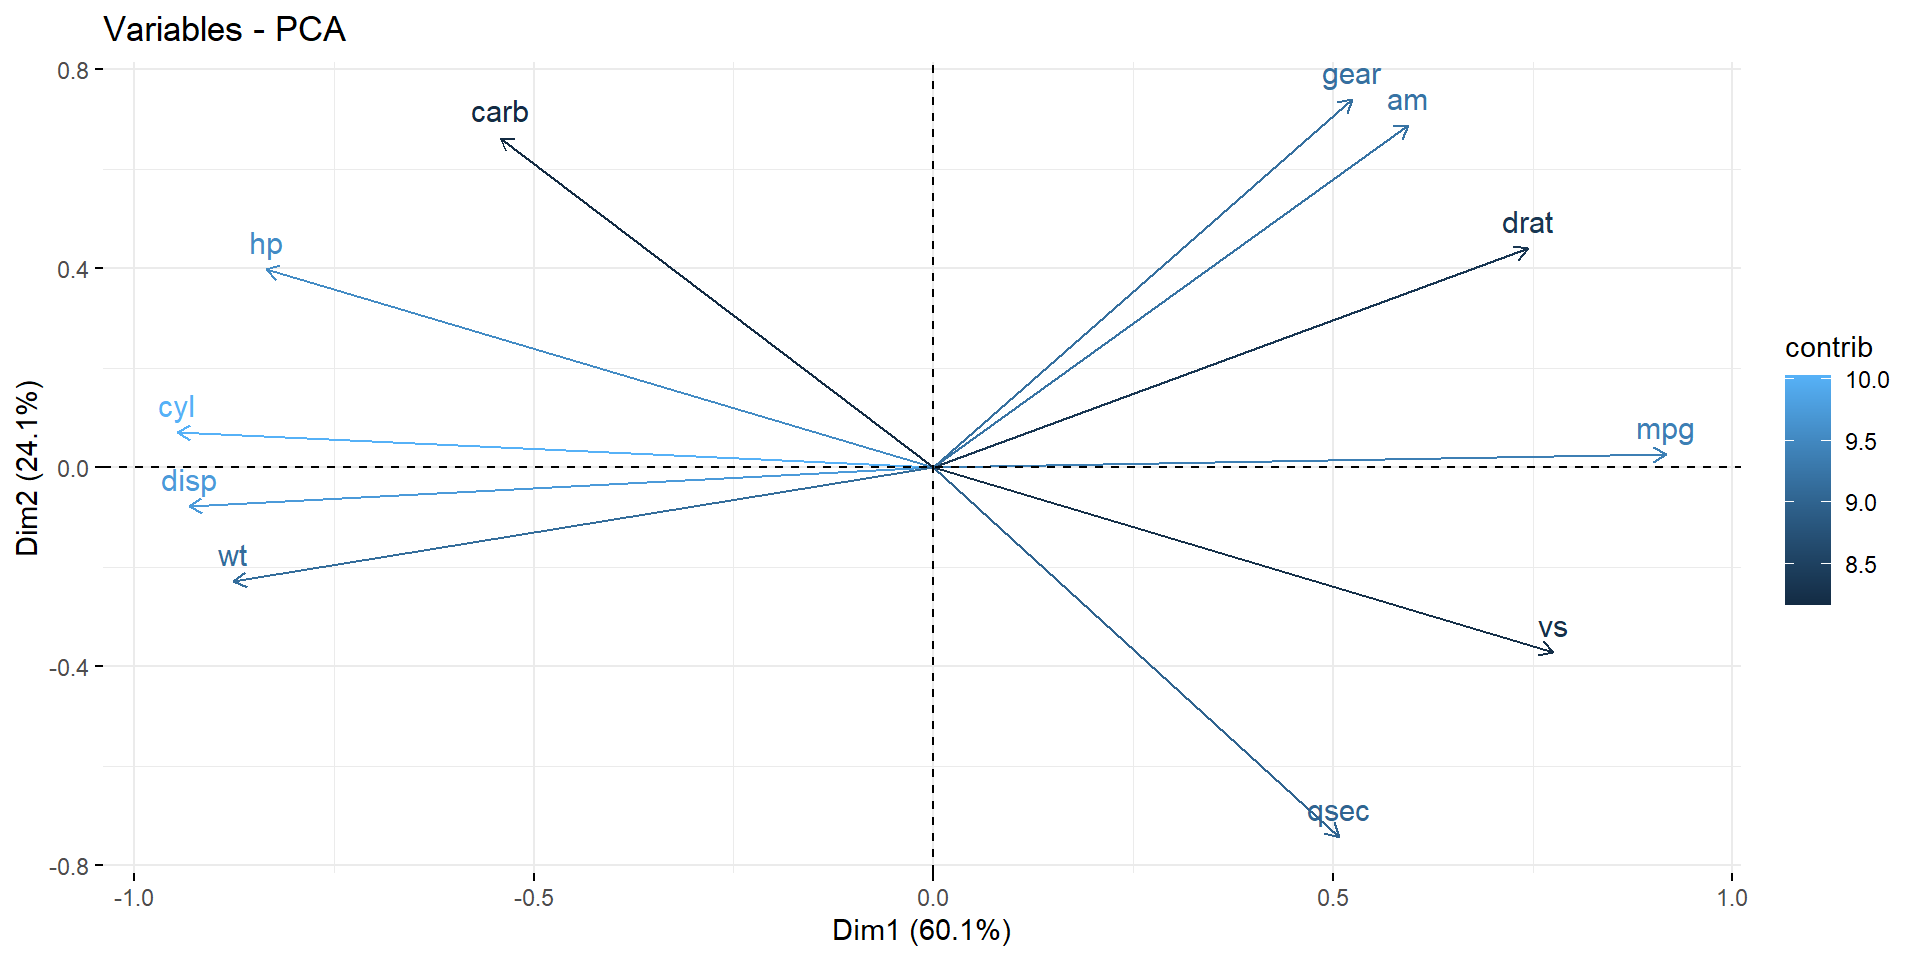 Variables - PCA
0.8
0.4
0.0
-0.4
-0.8
Dim2 (24.1%)
gear
am
carb
drat
hp
cyl
mpg
disp
wt
vs
qsec
-1.0
-0.5
0.0
0.5
1.0
Dim1 (60.1%)
contrib
10.0
9.5
9.0
8.5